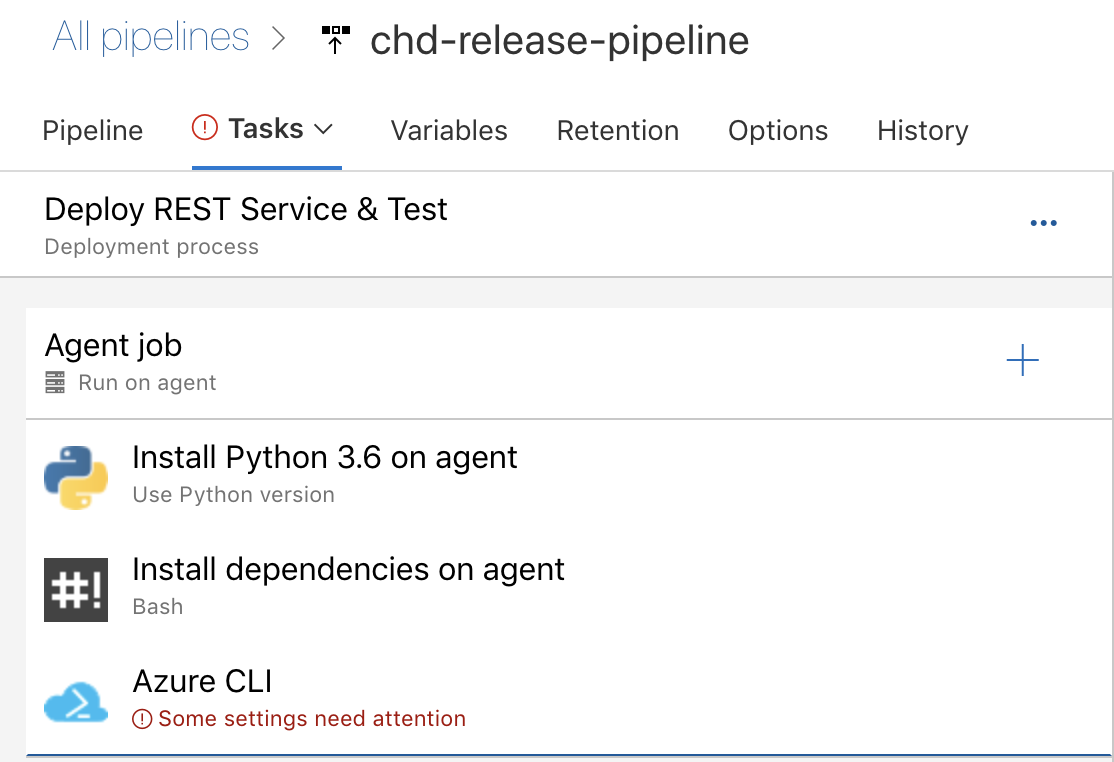 All pipelines > chd-release-pipeline
Pipeline Tasks Variables Retention Options History
Deploy REST Service & Test
Deployment process
Agent job
Run on agent
Install Python 3.6 on agent
Use Python version
#! Install dependencies on agent
Bash
Azure CLI
Some settings need attention